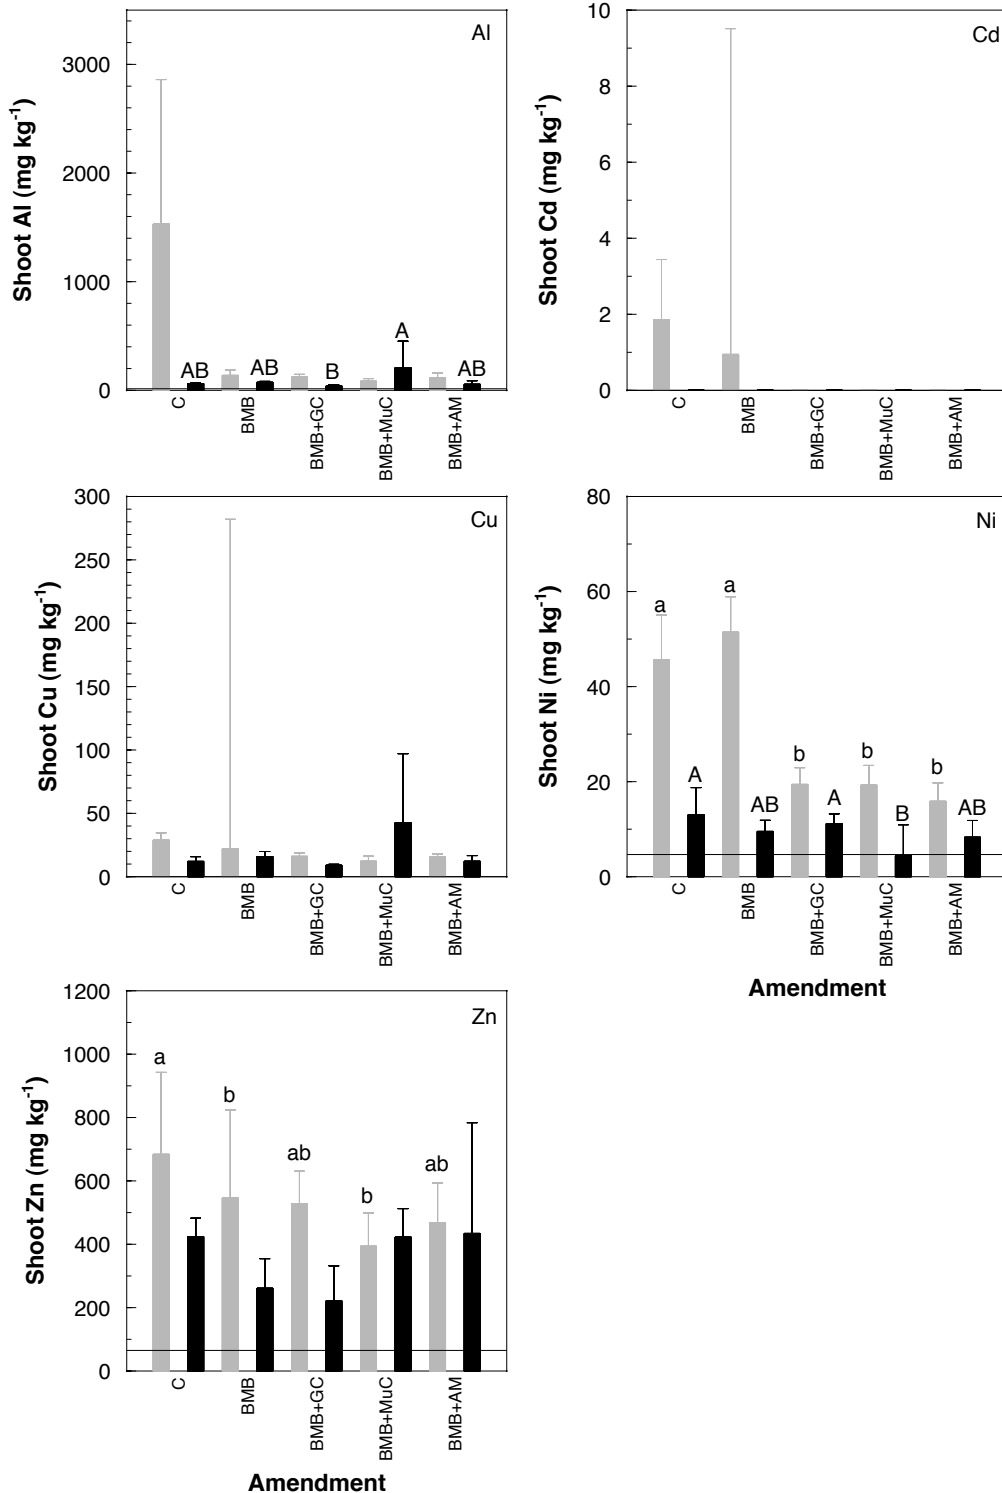 Al
Shoot Al (mg kg⁻¹)
3000
2000
1000
0
AB
AB
B
A
AB
C
BMB
BMB+GC
BMB+MuC
BMB+AM
Cd
Shoot Cd (mg kg⁻¹)
10
8
6
4
2
0
C
BMB
BMB+GC
BMB+MuC
BMB+AM
Cu
Shoot Cu (mg kg⁻¹)
300
250
200
150
100
50
0
C
BMB
BMB+GC
BMB+MuC
BMB+AM
Ni
Shoot Ni (mg kg⁻¹)
80
60
40
20
0
a
A
a
AB
b
A
b
B
b
AB
C
BMB
BMB+GC
BMB+MuC
BMB+AM
Amendment
Zn
Shoot Zn (mg kg⁻¹)
1200
1000
800
600
400
200
0
a
b
ab
b
ab
C
BMB
BMB+GC
BMB+MuC
BMB+AM
Amendment